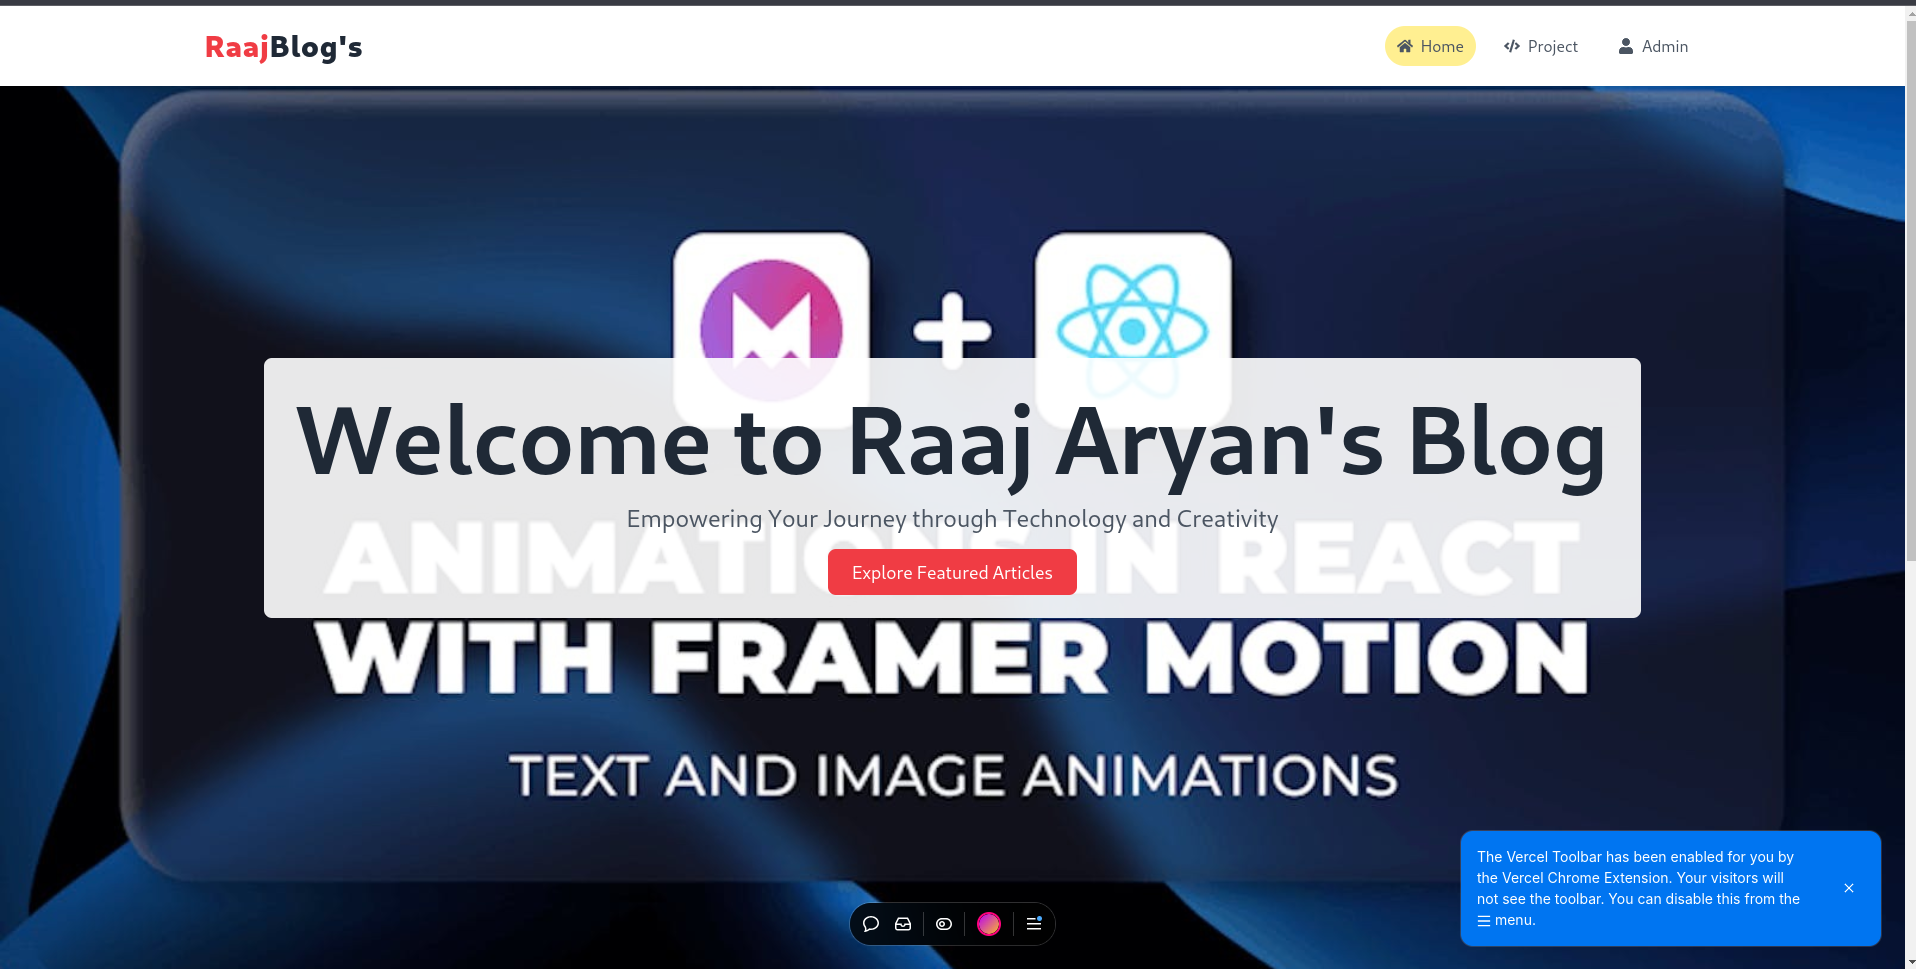 RaajBlog's
Home
Project
Admin
Welcome to Raaj Aryan's Blog
Empowering Your Journey through Technology and Creativity
ANIMATIONS IN REACT
Explore Featured Articles
WITH FRAMER MOTION
TEXT AND IMAGE ANIMATIONS
The Vercel Toolbar has been enabled for you by
the Vercel Chrome Extension. Your visitors will
not see the toolbar. You can disable this from the
menu.